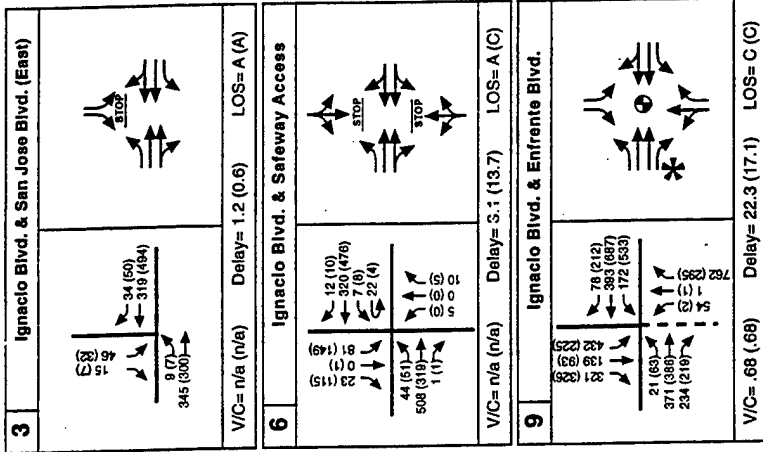 3
Ignacio Blvd. & San Jose Blvd. (East)
15 (7)
46 (32)
34 (50)
319 (494)
9 (7)
345 (300)
STOP
V/C= n/a (n/a)
Delay= 1.2 (0.6)
LOS= A (A)
6
Ignacio Blvd. & Safeway Access
23 (115)
0 (1)
81 (149)
12 (10)
320 (476)
7 (8)
22 (4)
44 (61)
508 (319)
1 (1)
5 (0)
0 (0)
10 (5)
STOP
STOP
V/C= n/a (n/a)
Delay= 3.1 (13.7)
LOS= A (C)
9
Ignacio Blvd. & Enfrente Blvd.
321 (326)
139 (93)
432 (225)
78 (212)
393 (687)
172 (533)
21 (63)
371 (386)
234 (219)
54 (2)
1 (1)
762 (295)
V/C= .68 (.68)
Delay= 22.3 (17.1)
LOS= C (C)